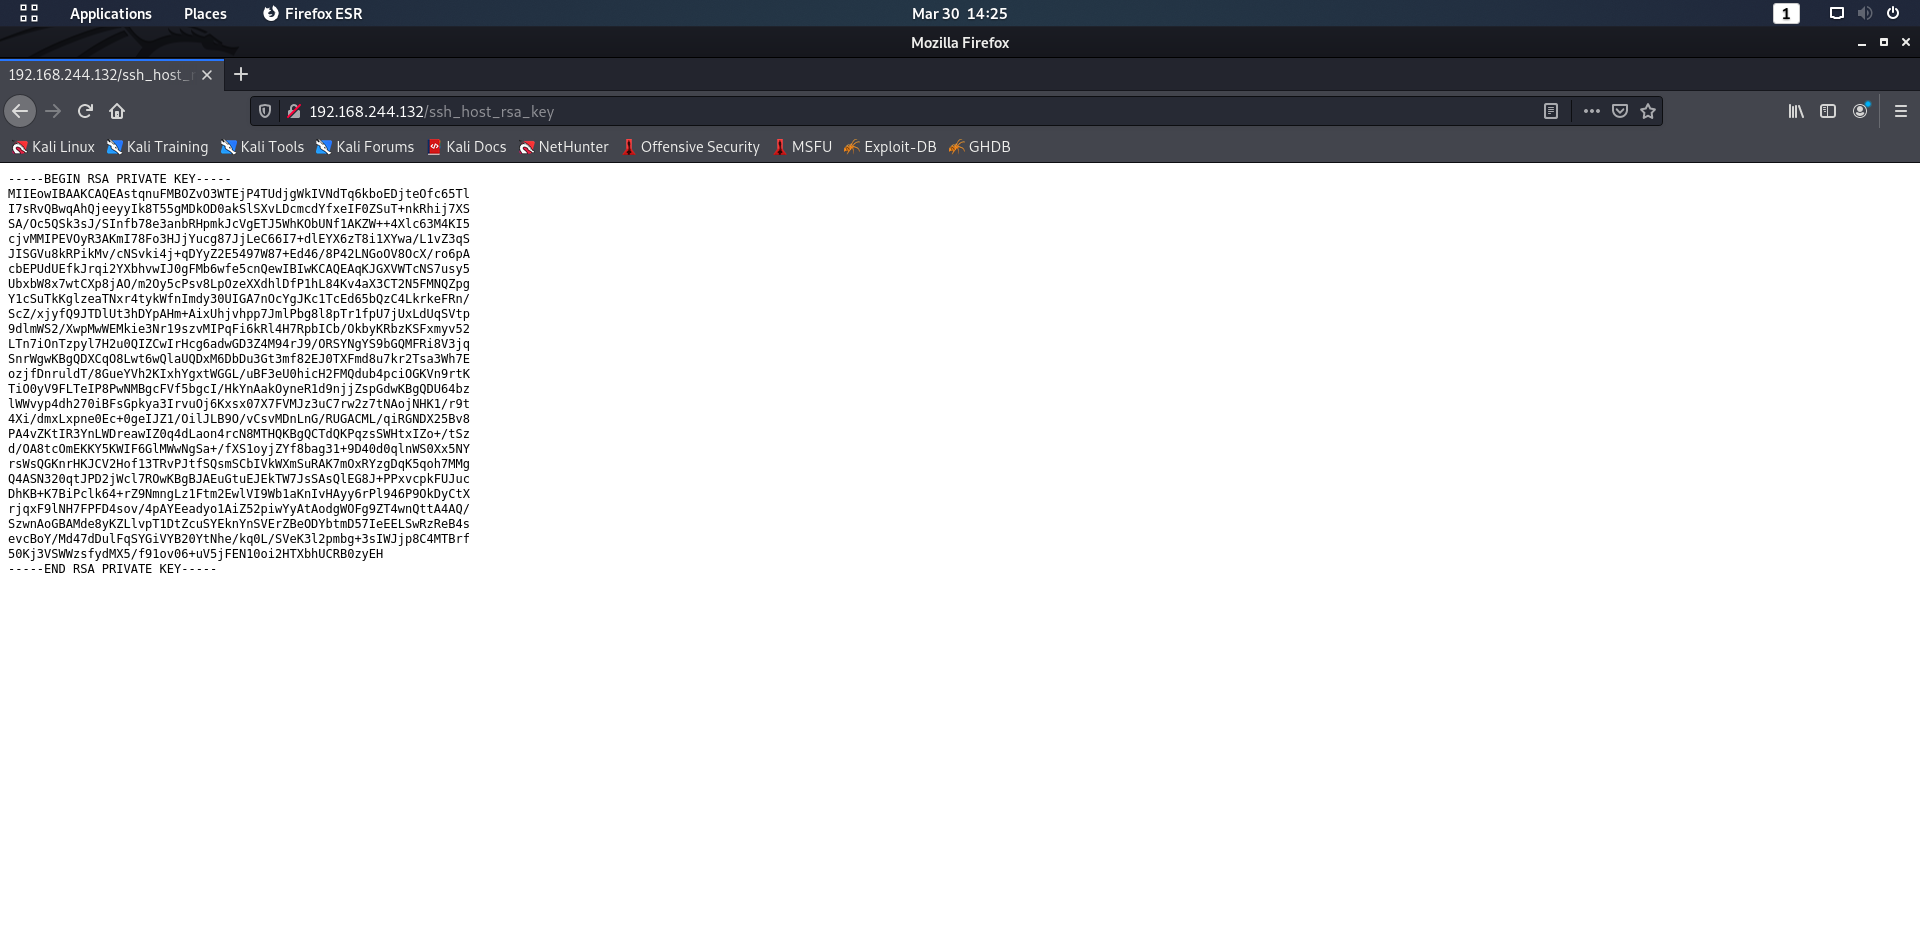 Applications Places Firefox ESR Mar 30 14:25 1
Mozilla Firefox
192.168.244.132/ssh_host_
192.168.244.132/ssh_host_rsa_key
Kali Linux Kali Training Kali Tools Kali Forums Kali Docs NetHunter Offensive Security MSFU Exploit-DB GHDB
-----BEGIN RSA PRIVATE KEY-----
MIIEowIBAAKCAQEAstqnuFMBOZvO3WTEjP4TUdjgWkIVNdTq6kboEDjteOfc65Tl
I7sRvQBwqAhQjeeyyIk8T55gMDkOD0akSlSXvLDcmcdYfxeIF0ZSuT+nkRhij7XS
SA/Oc5QSk3sJ/SInfb78e3anbRHpmkJcVgETJ5WhKObUNf1AKZW++4Xlc63M4KI5
cjvMMIPEVOyR3AKmI78Fo3HJjYucg87JjLeC66I7+dlEYX6zT8i1XYwa/L1vZ3qS
JISGVu8kRPikMv/cNSvki4j+qDYyZ2E5497W87+Ed46/8P42LNGoOV8OcX/ro6pA
cbEPUdUEfkJrqi2YXbhvwIJ0gFMb6wfe5cnQewIBIwKCAQEAqKJGXVWTcNS7usy5
UbxbW8x7wtCXp8jAO/m2Oy5cPsv8LpOzeXXdhlDfP1hL84Kv4aX3CT2N5FMNQZpg
Y1cSuTkKglzeaTNxr4tykWfnImdy30UIGA7nOcYgJKc1TcEd65bQzC4LkrkeFRn/
ScZ/xjyfQ9JTDlUt3hDYpAHm+AixUhjvhpp7JmlPbg8l8pTr1fpU7jUxLdUqSVtp
9dlmWS2/XwpMwWEMkie3Nr19szvMIPqFi6kRl4H7RpbICb/OkbyKRbzKSFxmyv52
LTn7iOnTzpyl7H2u0QIZCwIrHcg6adwGD3Z4M94rJ9/ORSYNgYS9bGQMFRi8V3jq
SnrWgwKBgQDXCqO8Lwt6wQlaUQDxM6DbDu3Gt3mf82EJ0TXFmd8u7kr2Tsa3Wh7E
ozjfDnruldT/8GueYVh2KIxhYgxtWGGL/uBF3eU0hicH2FMQdub4pciOGKVn9rtK
TiO0yV9FLTeIP8PwNMBgcFVf5bgcI/HkYnAakOyneR1d9njjZspGdwKBgQDU64bz
lWWvyp4dh270iBFsGpkya3IrvuOj6Kxsx07X7FVMJz3uC7rw2z7tNAojNHK1/r9t
4Xi/dmxLxpne0Ec+0geIJZ1/OilJLB9O/vCsvMDnLnG/RUGACML/qiRGNDX25Bv8
PA4vZKtIR3YnLWDreawIZ0q4dLaon4rcN8MTHQKBgQCTdQKPqzsSWHtxIZo+/tSz
d/OA8tcOmEKKY5KWIF6GlMWwNgSa+/fXS1oyjZYf8bag31+9D40d0qlnWS0Xx5NY
rsWsQGKnrHKJCV2Hof13TRvPJtfSQsmSCbIVkWXmSuRAK7mOxRYzgDqK5qoh7MMg
Q4ASN320qtJPD2jWcl7ROwKBgBJAEuGtuEJEkTW7JsSAsQlEG8J+PPxvcpkFUJuc
DhKB+K7BiPclk64+rZ9NmngLz1Ftm2EwlVI9Wb1aKnIvHAyy6rPl946P9OkDyCtX
rjqxF9lNH7FPFD4sov/4pAYEeadyo1AiZ52piwYyAtAodgWOFg9ZT4wnQttA4AQ/
SzwnAoGBAMde8yKZLlvpT1DtZcuSYEknYnSVErZBeODYbtmD57IeEELSwRzReB4s
evcBoY/Md47dDulFqSYGiVYB20YtNhe/kq0L/SVeK3l2pmbg+3sIWJjp8C4MTBrf
50Kj3VSWWzsfydMX5/f91ov06+uV5jFEN10oi2HTXbhUCRB0zyEH
-----END RSA PRIVATE KEY-----